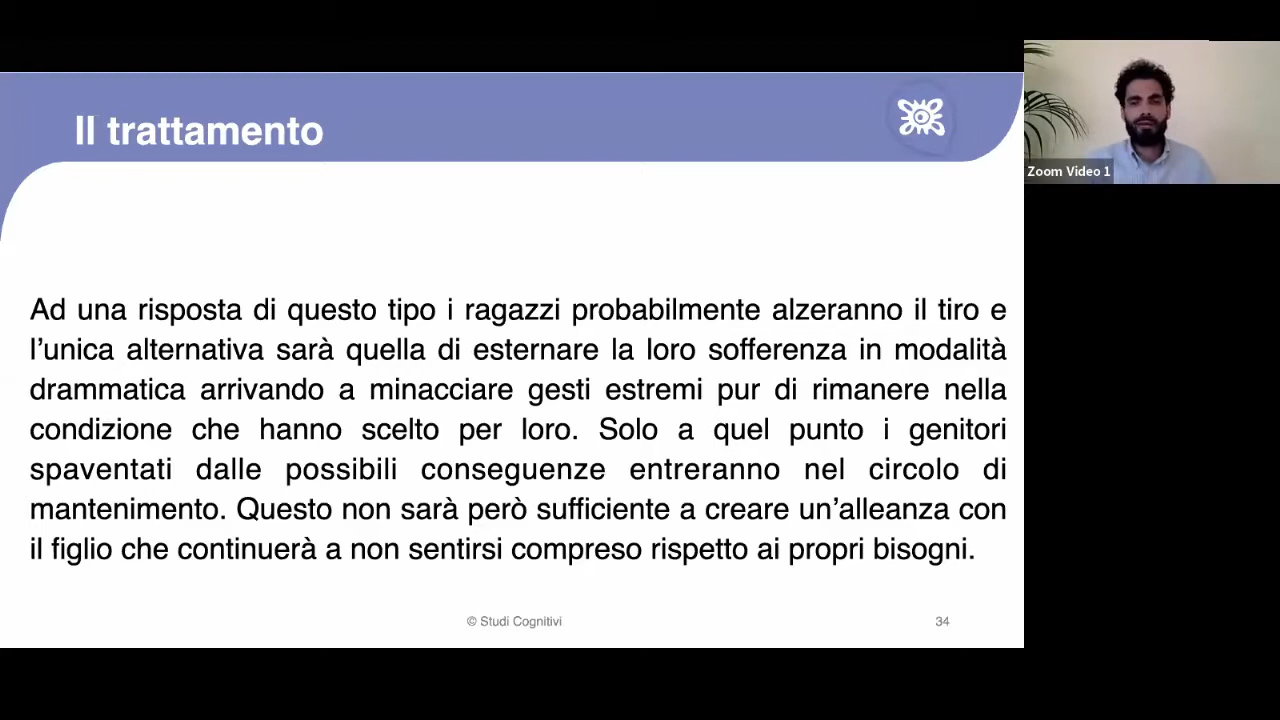 Il trattamento
Zoom Video 1
Ad una risposta di questo tipo i ragazzi probabilmente alzeranno il tiro e
l’unica alternativa sarà quella di esternare la loro sofferenza in modalità
drammatica arrivando a minacciare gesti estremi pur di rimanere nella
condizione che hanno scelto per loro. Solo a quel punto i genitori
spaventati dalle possibili conseguenze entreranno nel circolo di
mantenimento. Questo non sarà però sufficiente a creare un’alleanza con
il figlio che continuerà a non sentirsi compreso rispetto ai propri bisogni.
© Studi Cognitivi
34